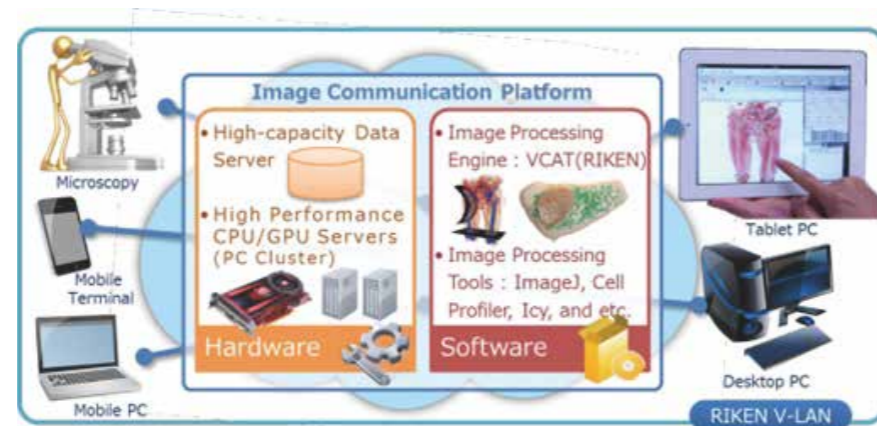 Image Communication Platform
• High-capacity Data
Server
• High Performance
CPU/GPU Servers
(PC Cluster)
Hardware
• Image Processing
Engine : VCAT(RIKEN)
• Image Processing
Tools : ImageJ, Cell
Profiler, Icy, and etc.
Software
Microscopy
Mobile
Terminal
Mobile PC
Tablet PC
Desktop PC
RIKEN V-LAN